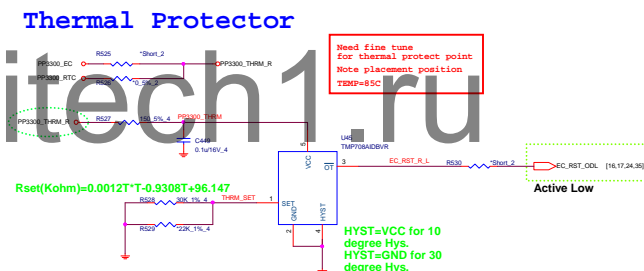 Thermal Protector
Need fine tune
for thermal protect point
Note placement position
TEMP=85C
R525
*Short_2
PP3300_EC
PP3300_THRM_R
PP3300_RTC
R526
*0_5%_2
itech1.ru
PP3300_THRM_R
R527
150_5%_4
PP3300_THRM
C449
0.1u/16V_4
U45
TMP708AIDBVR
5
VCC
OT
3
EC_RST_R_L
R530
*Short_2
EC_RST_ODL
[16,17,24,35]
Active Low
Rset(Kohm)=0.0012T*T-0.9308T+96.147
R528
30K_1%_4
THRM_SET
1
SET
GND
HYST
2
4
R529
*22K_1%_4
HYST=VCC for 10
degree Hys.
HYST=GND for 30
degree Hys.